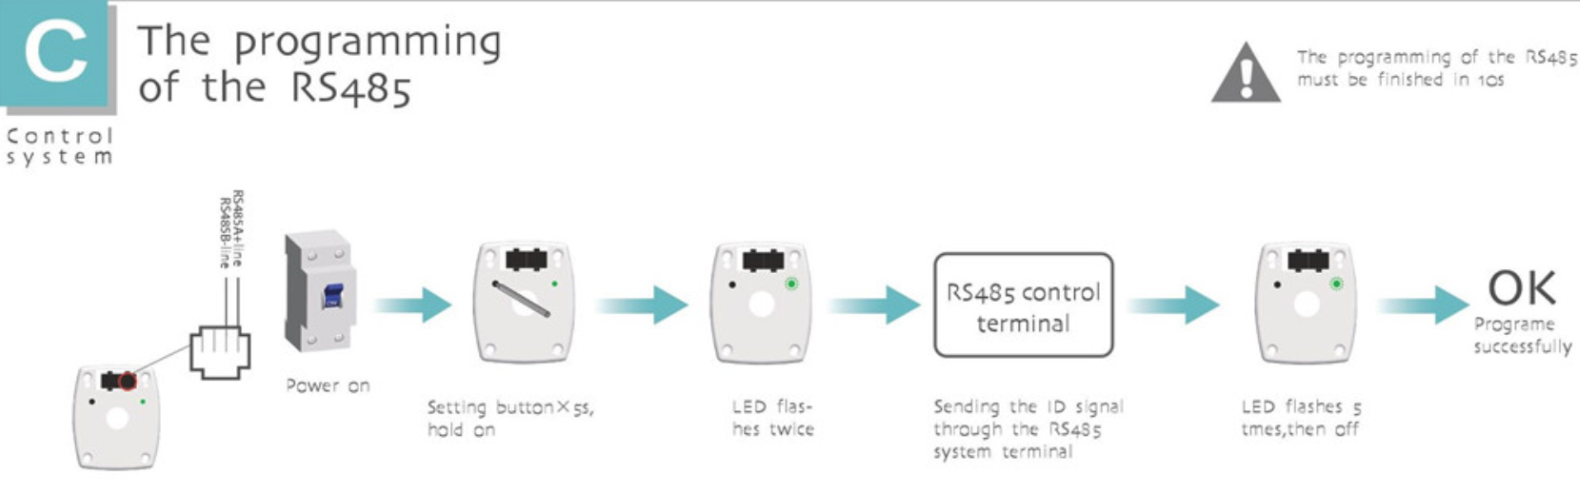 C
Control
system
The programming
of the RS485
!
The programming of the RS485
must be finished in 10s
RS485A+line
RS485B-line
Power on
Setting button×5s,
hold on
LED flas-
hes twice
RS485 control
terminal
Sending the ID signal
through the RS485
system terminal
LED flashes 5
tmes,then off
OK
Programe
successfully